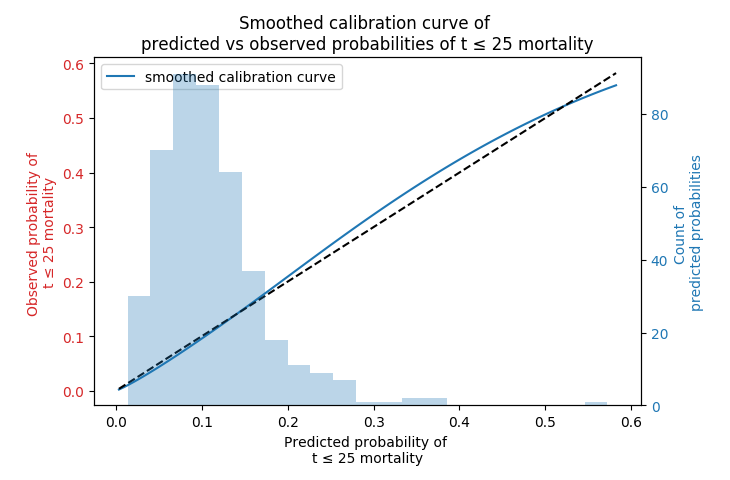 Smoothed calibration curve of
predicted vs observed probabilities of t ≤ 25 mortality
smoothed calibration curve
Observed probability of
t ≤ 25 mortality
0.6
0.5
0.4
0.3
0.2
0.1
0.0
80
60
40
20
0
Count of
predicted probabilities
0.0 0.1 0.2 0.3 0.4 0.5 0.6
Predicted probability of
t ≤ 25 mortality